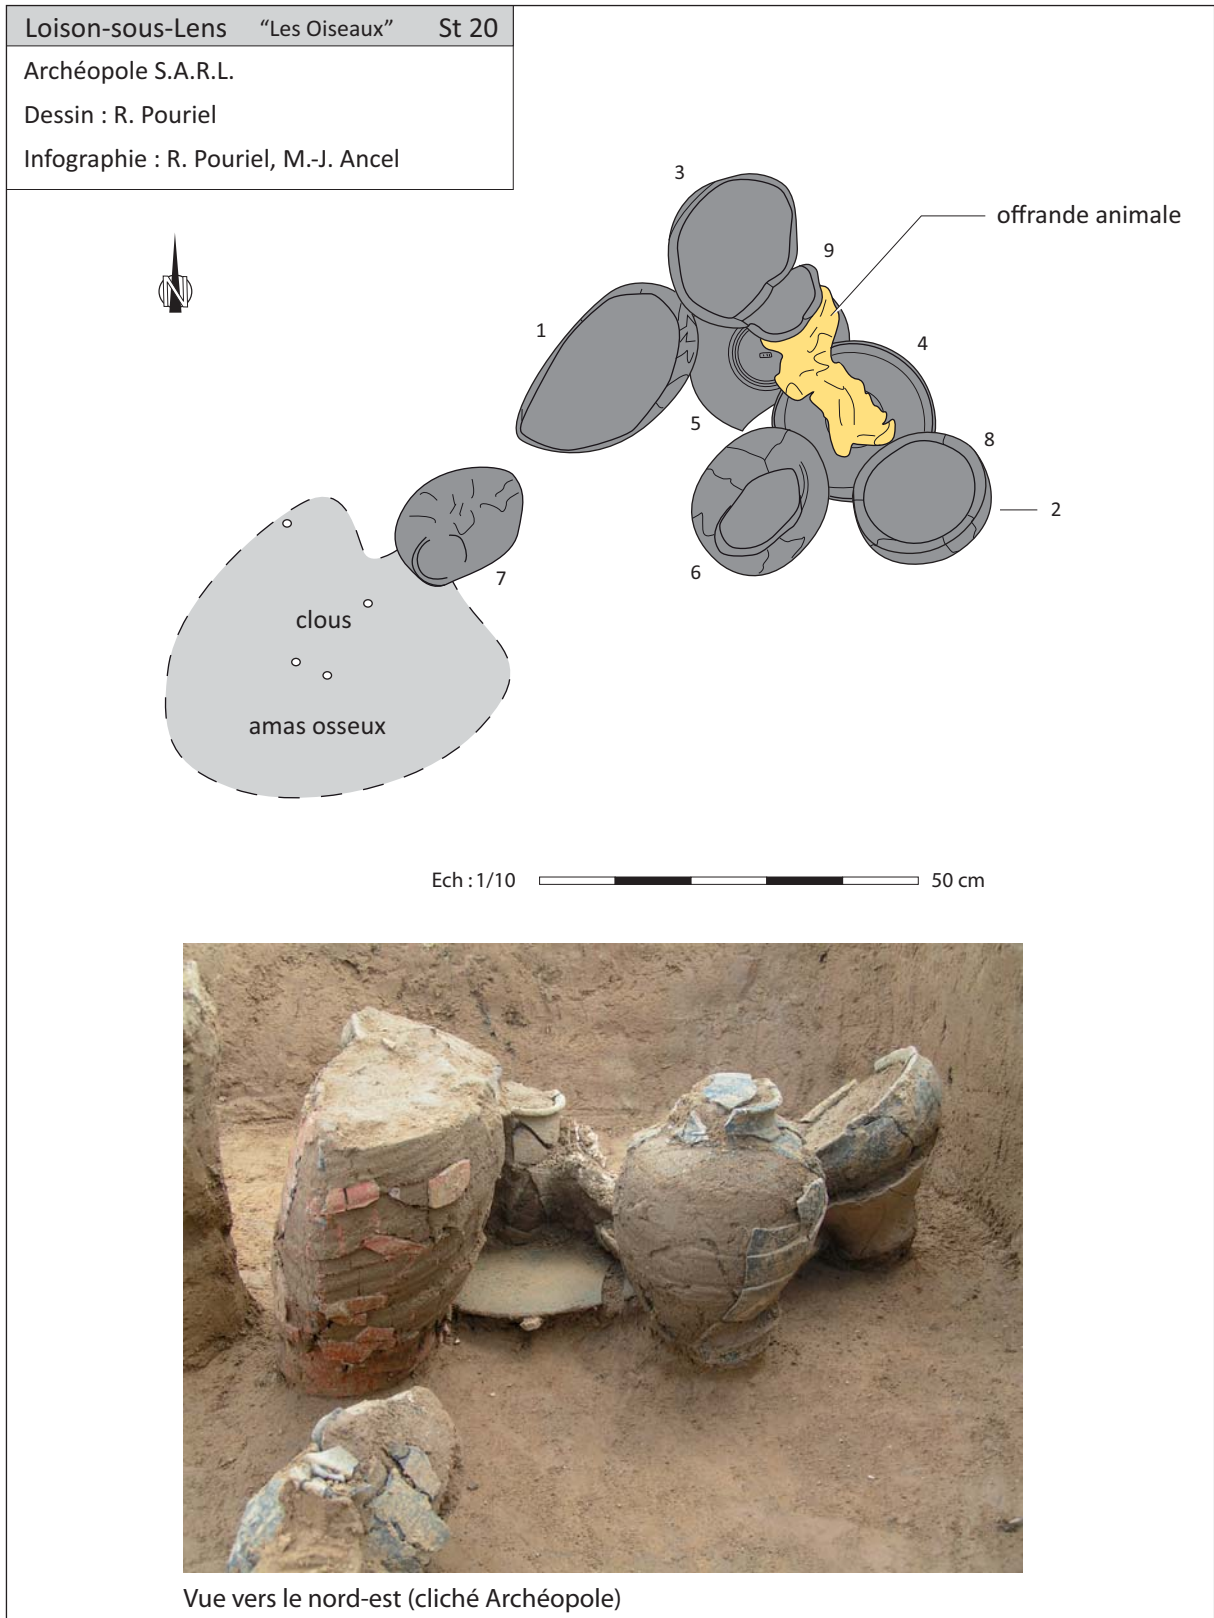 Loison-sous-Lens “Les Oiseaux” St 20
Archéopole S.A.R.L.
Dessin : R. Pouriel
Infographie : R. Pouriel, M.-J. Ancel
3
offrande animale
9
N
1
4
5
8
2
6
7
clous
amas osseux
Ech : 1/10 50 cm
Vue vers le nord-est (cliché Archéopole)